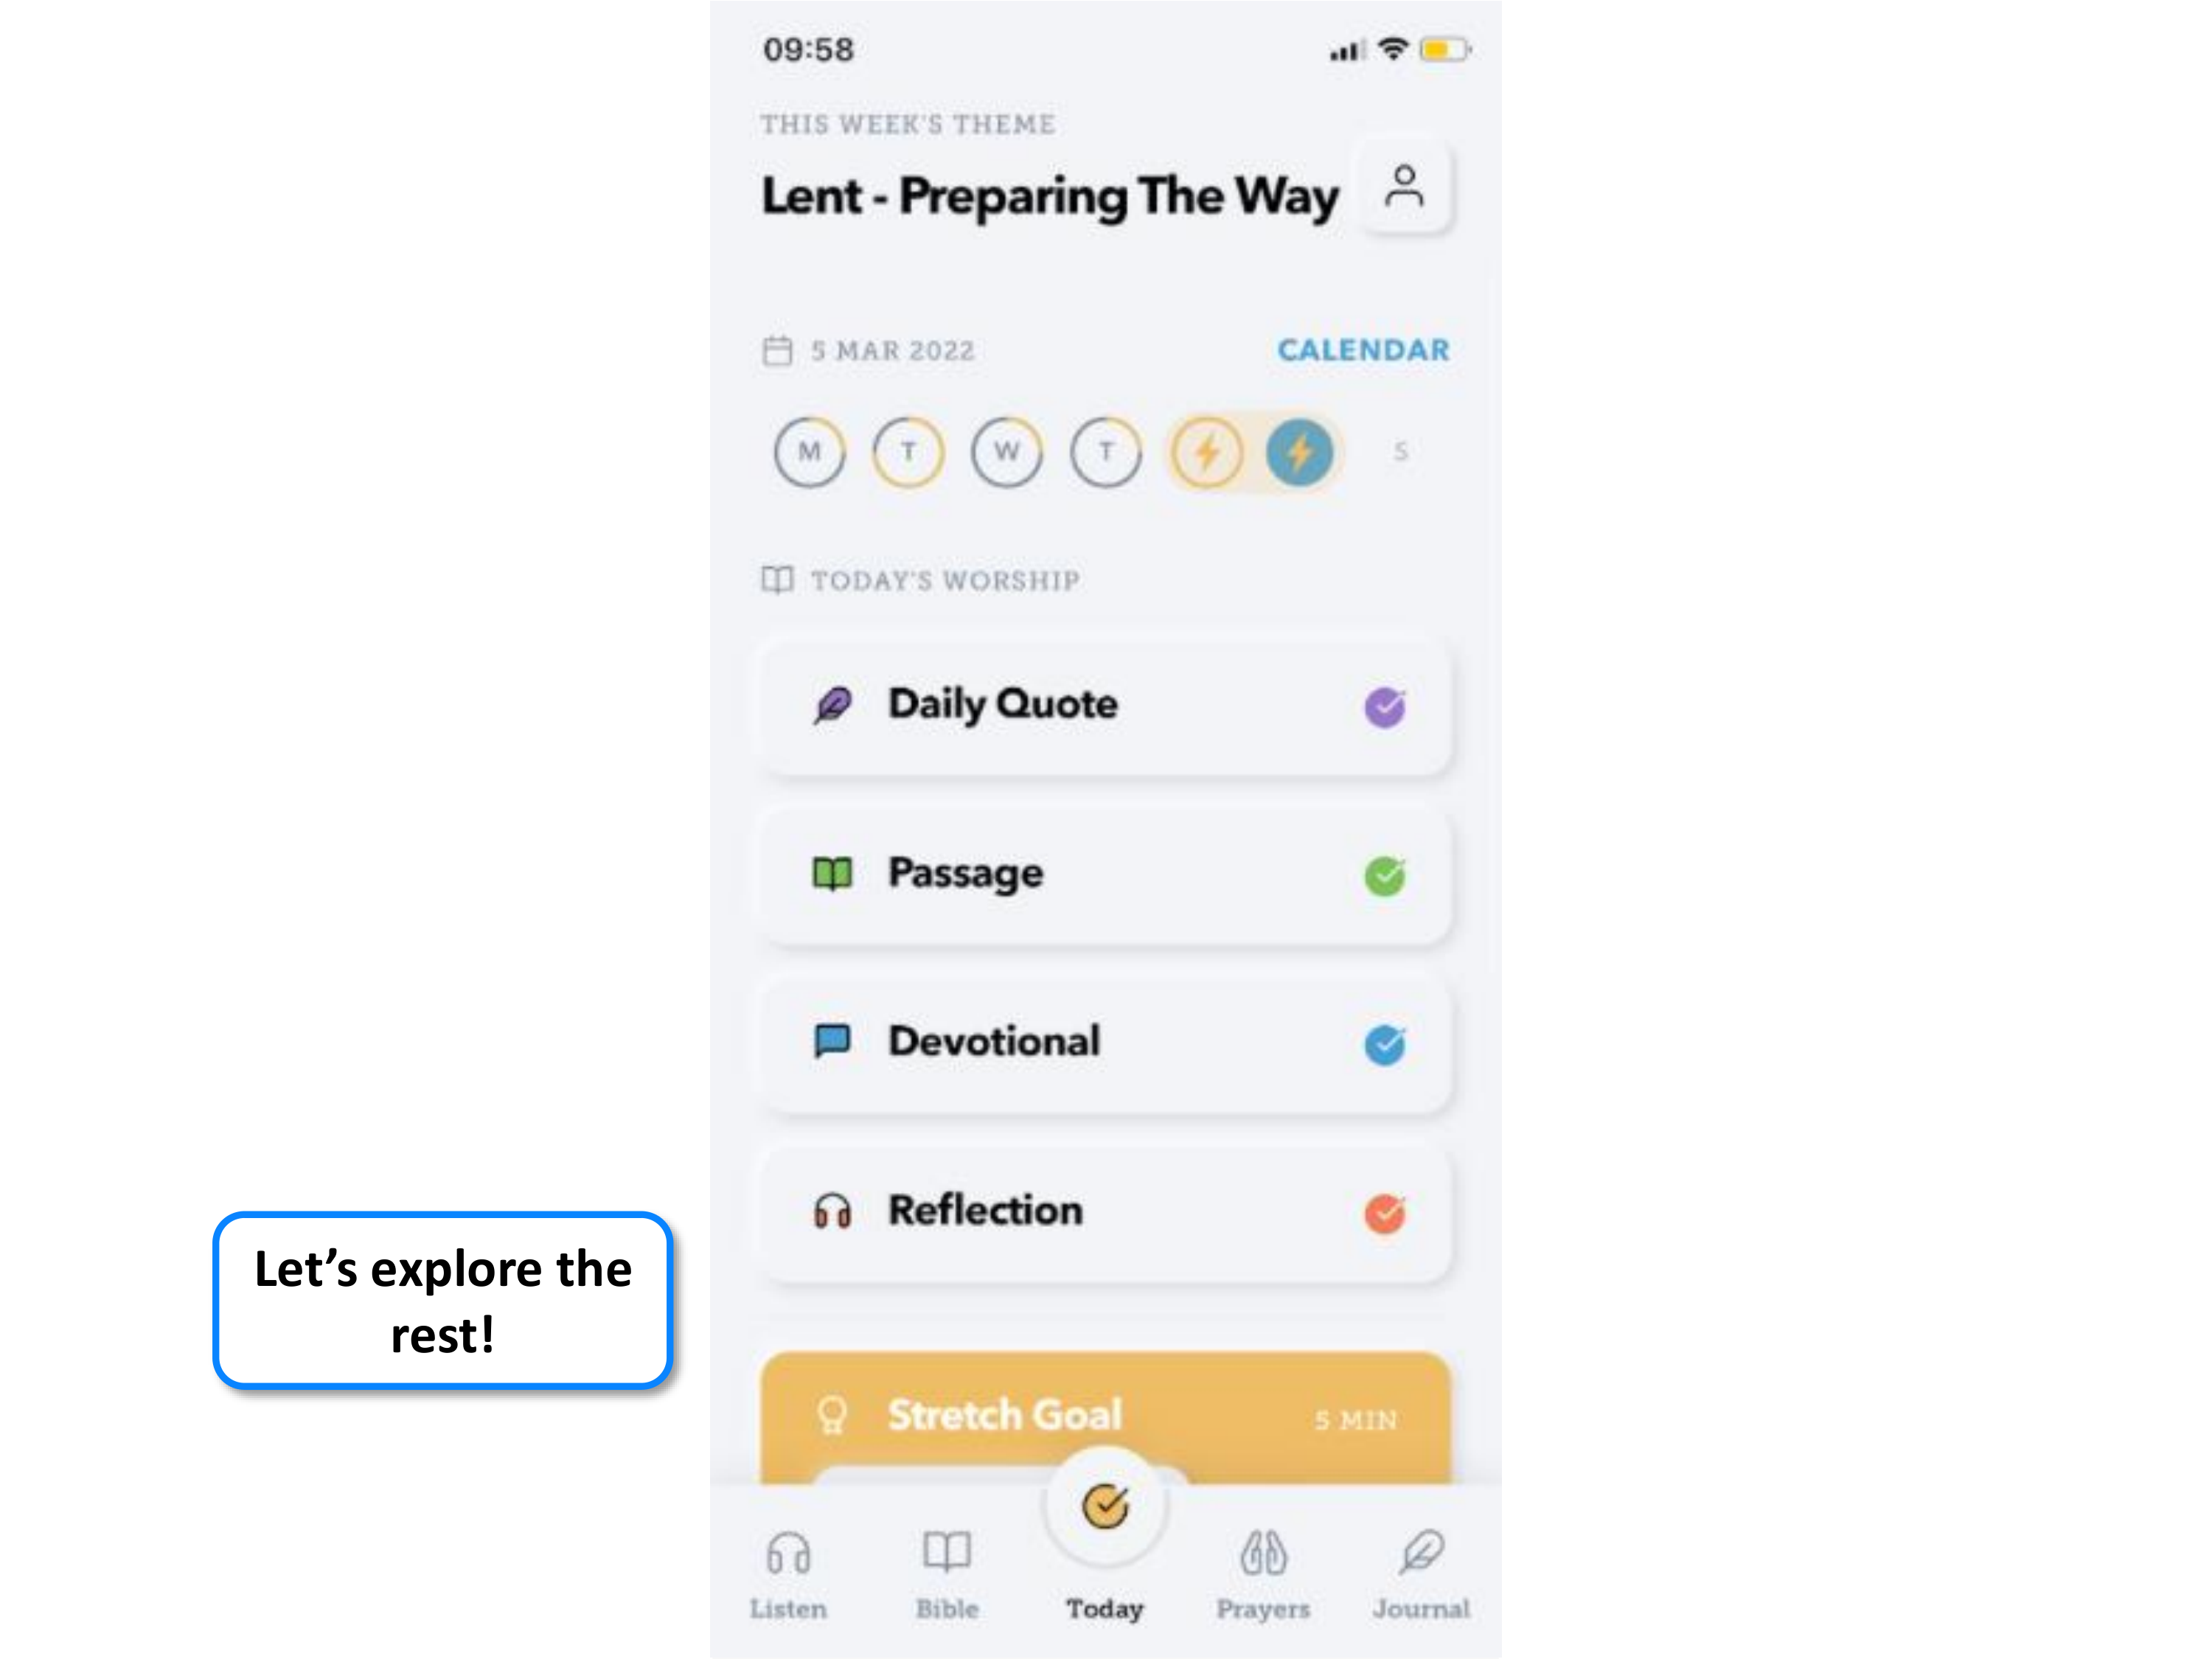 09:58
THIS WEEK'S THEME
Lent - Preparing The Way
5 MAR 2022
CALENDAR
M T W T S
TODAY'S WORSHIP
Daily Quote
Passage
Devotional
Reflection
Let's explore the
rest!
Stretch Goal
5 MIN
Listen Bible Today Prayers Journal